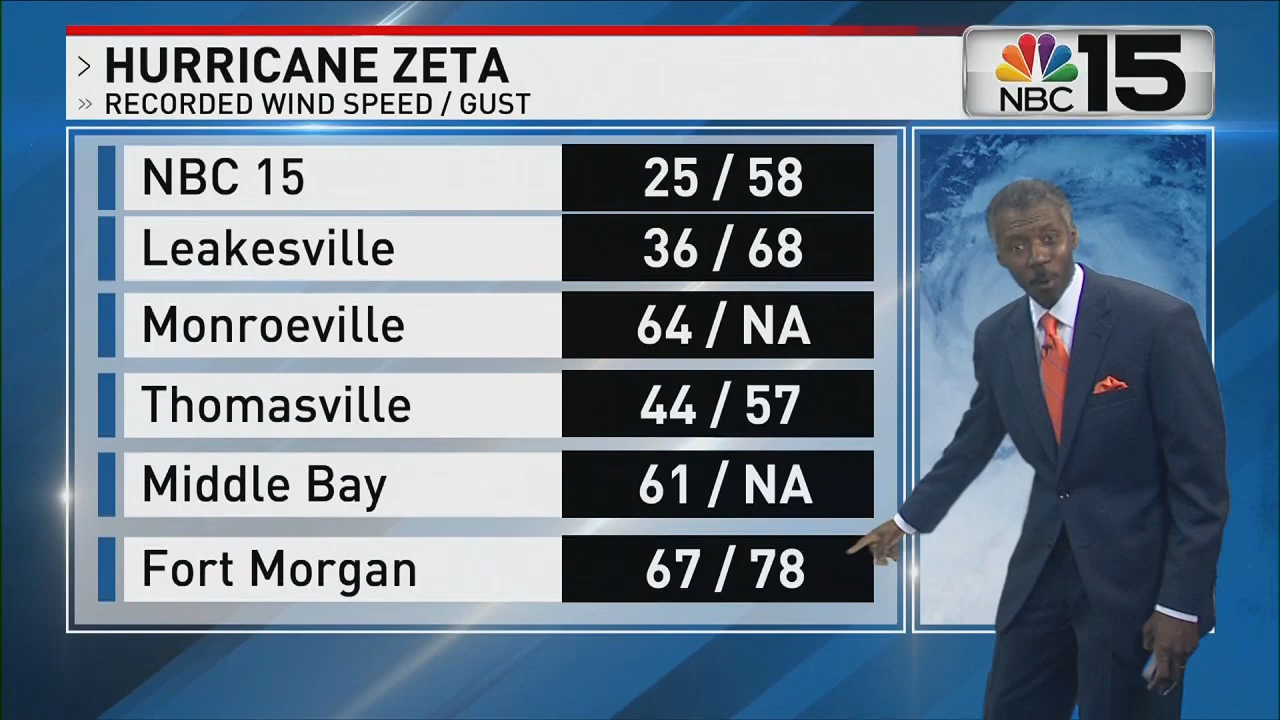 > HURRICANE ZETA
» RECORDED WIND SPEED / GUST
NBC 15
NBC 15 25 / 58
Leakesville 36 / 68
Monroeville 64 / NA
Thomasville 44 / 57
Middle Bay 61 / NA
Fort Morgan 67 / 78